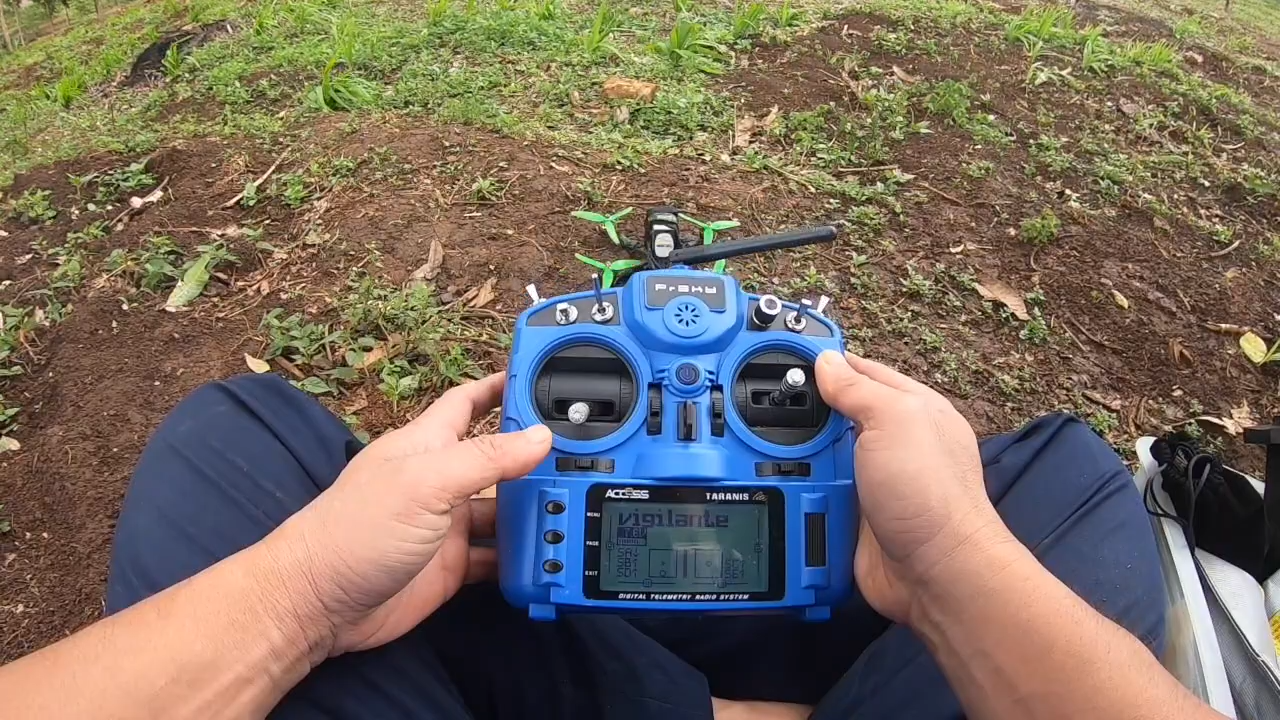 FrSky
ACCESS TARANIS
MENU
PAGE
EXIT
vigilante
DIGITAL TELEMETRY RADIO SYSTEM